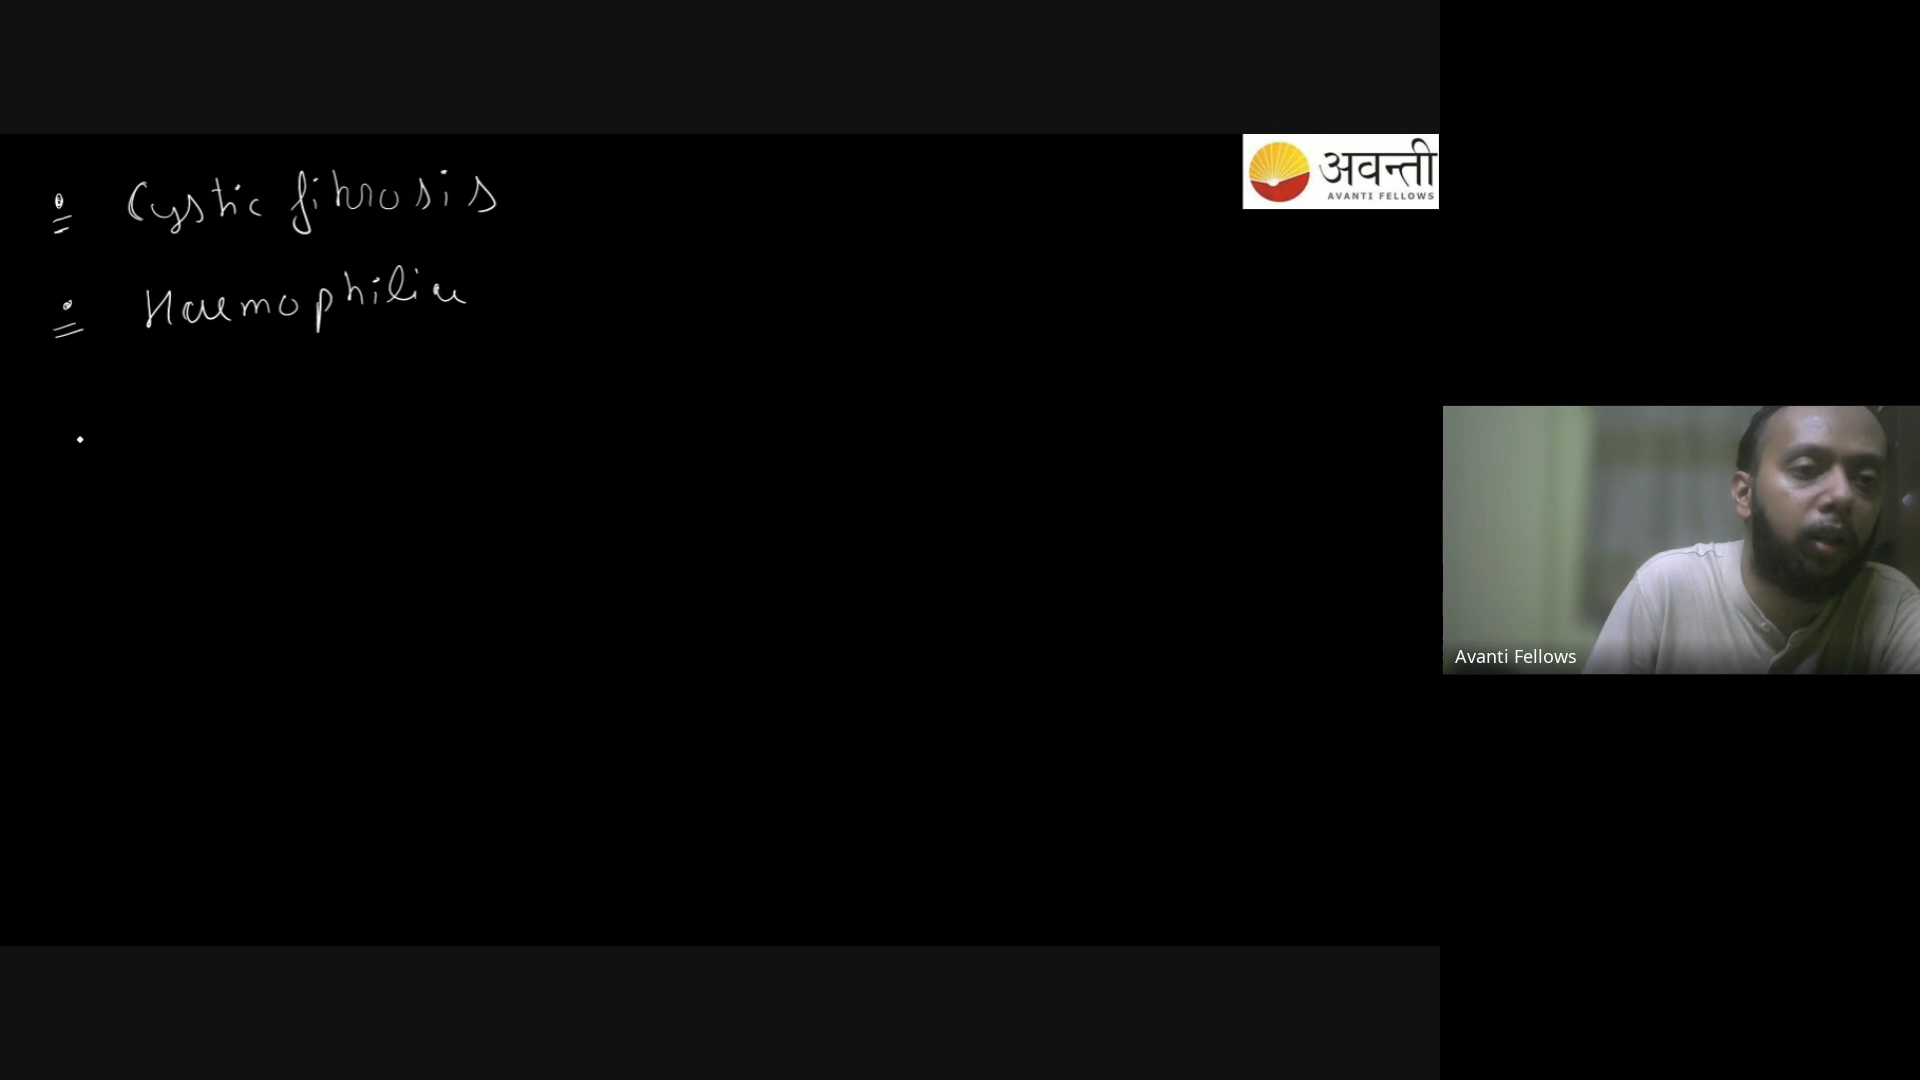 Cystic fibrosis
Haemophilia
अवन्ती
AVANTI FELLOWS
Avanti Fellows